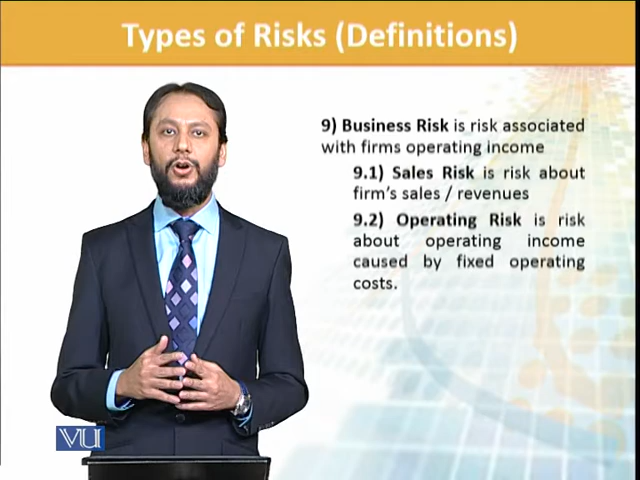 Types of Risks (Definitions)
9) Business Risk is risk associated
with firms operating income
9.1) Sales Risk is risk about
firm's sales / revenues
9.2) Operating Risk is risk
about operating income
caused by fixed operating
costs.
VU